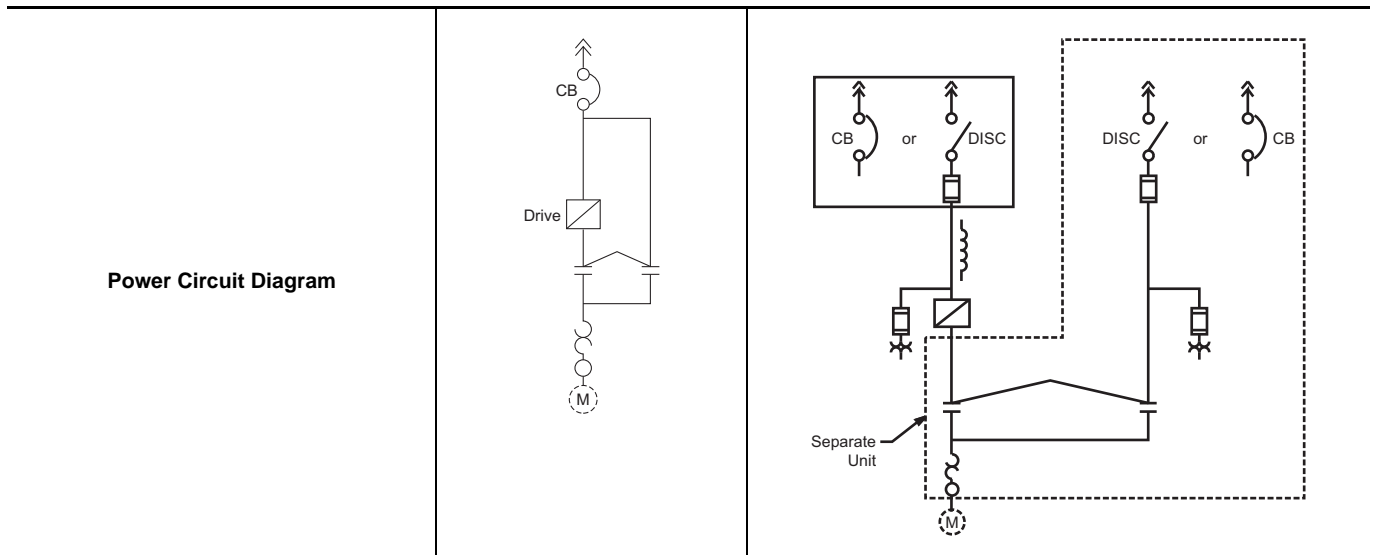 Power Circuit Diagram
CB
Drive
M
CB
or
DISC
DISC
or
CB
Separate
Unit
M